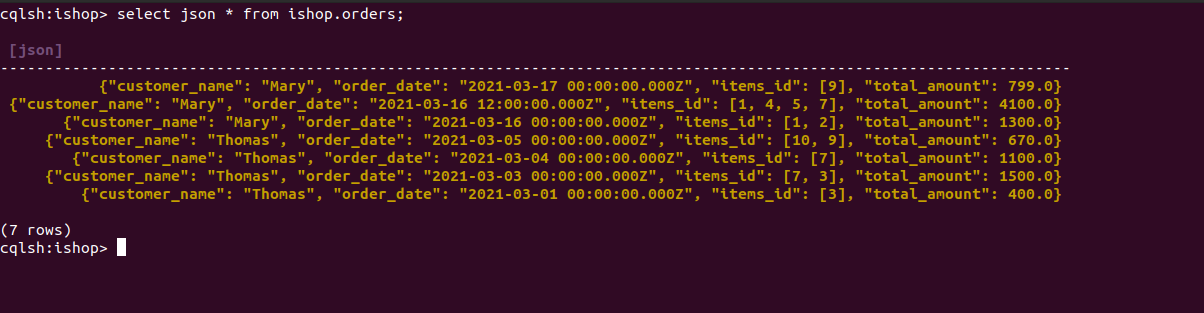 cqlsh:ishop> select json * from ishop.orders;
[json]
-----------------------------------------------------------------------------------------------------------------------
{"customer_name": "Mary", "order_date": "2021-03-17 00:00:00.000Z", "items_id": [9], "total_amount": 799.0}
{"customer_name": "Mary", "order_date": "2021-03-16 12:00:00.000Z", "items_id": [1, 4, 5, 7], "total_amount": 4100.0}
{"customer_name": "Mary", "order_date": "2021-03-16 00:00:00.000Z", "items_id": [1, 2], "total_amount": 1300.0}
{"customer_name": "Thomas", "order_date": "2021-03-05 00:00:00.000Z", "items_id": [10, 9], "total_amount": 670.0}
{"customer_name": "Thomas", "order_date": "2021-03-04 00:00:00.000Z", "items_id": [7], "total_amount": 1100.0}
{"customer_name": "Thomas", "order_date": "2021-03-03 00:00:00.000Z", "items_id": [7, 3], "total_amount": 1500.0}
{"customer_name": "Thomas", "order_date": "2021-03-01 00:00:00.000Z", "items_id": [3], "total_amount": 400.0}
(7 rows)
cqlsh:ishop>